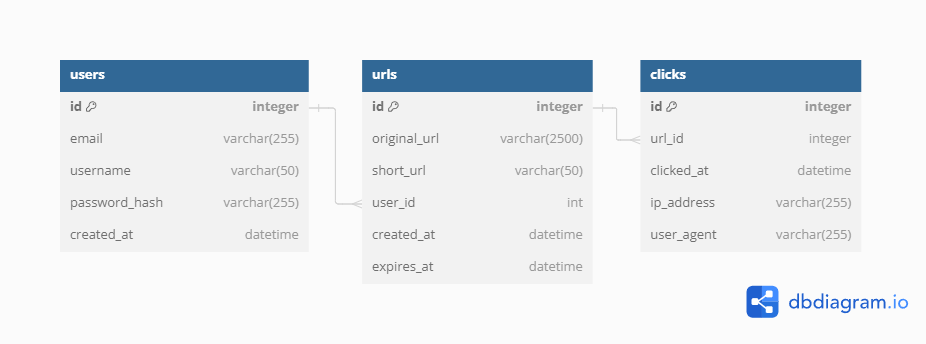 users
id integer
email varchar(255)
username varchar(50)
password_hash varchar(255)
created_at datetime
urls
id integer
original_url varchar(2500)
short_url varchar(50)
user_id int
created_at datetime
expires_at datetime
clicks
id integer
url_id integer
clicked_at datetime
ip_address varchar(255)
user_agent varchar(255)
dbdiagram.io